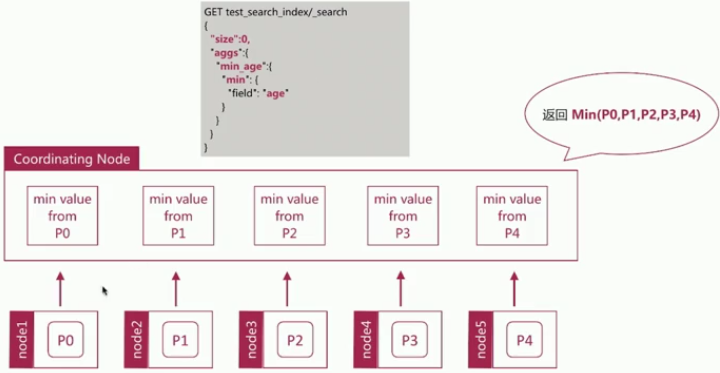 GET test_search_index/_search
{
"size":0,
"aggs":{
"min_age":{
"min": {
"field": "age"
}
}
}
}
返回 Min(P0,P1,P2,P3,P4)
Coordinating Node
min value
from
P0
min value
from
P1
min value
from
P2
min value
from
P3
min value
from
P4
node1
P0
node2
P1
node3
P2
node4
P3
node5
P4